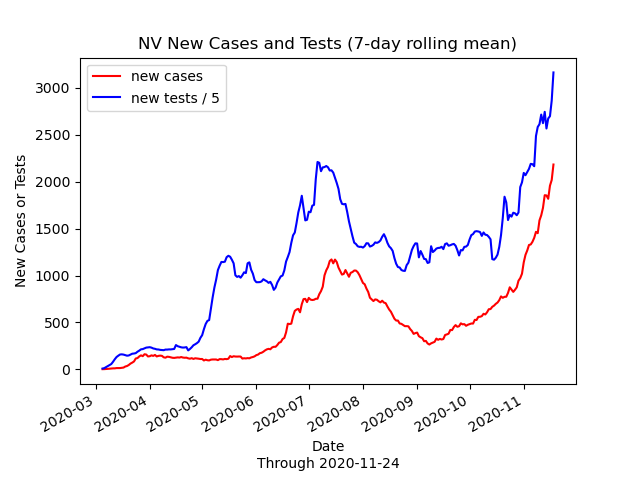 NV New Cases and Tests (7-day rolling mean)
new cases
new tests / 5
New Cases or Tests
3000
2500
2000
1500
1000
500
0
2020-03
2020-04
2020-05
2020-06
2020-07
2020-08
2020-09
2020-10
2020-11
Date
Through 2020-11-24